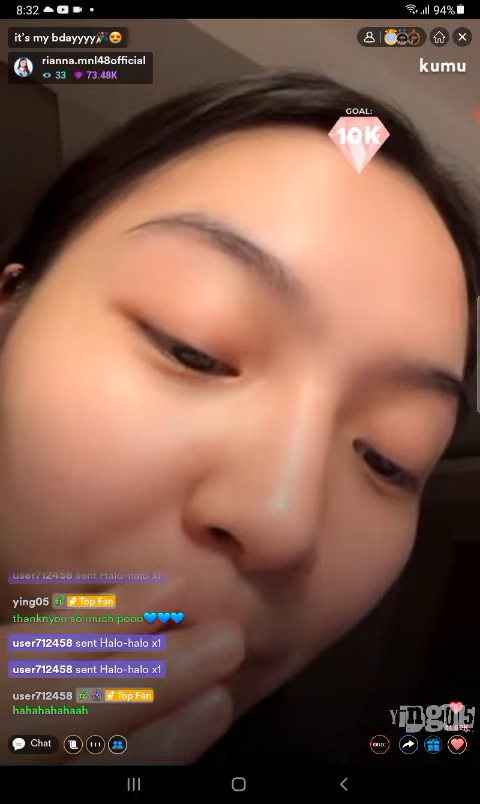 8:32
94%
it's my bdayyyy🎉😍
rianna.mnl48official
33 73.48K
kumu
GOAL:
10K
user712458 sent Halo-halo x1
ying05 Top Fan
thanknyou so much pooo💙💙💙
user712458 sent Halo-halo x1
user712458 sent Halo-halo x1
user712458 Top Fan
hahahahahaah
Chat